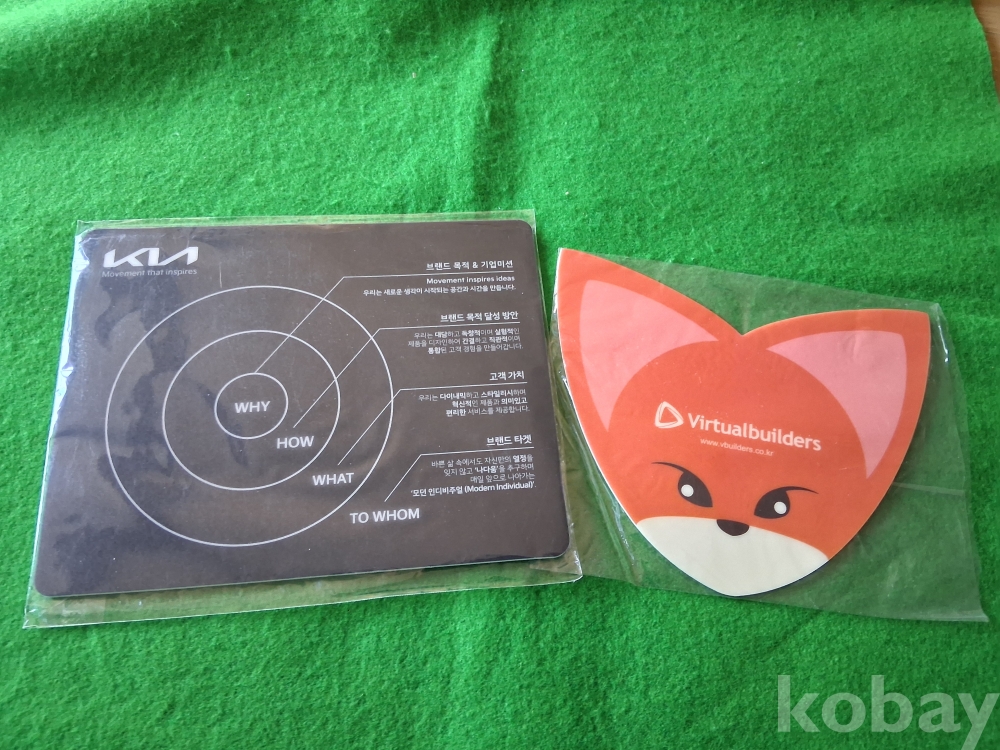 KIA
Movement that inspires
브랜드 목적 & 기업미션
Movement inspires ideas
우리는 새로운 생각이 시작되는 공간과 시간을 만듭니다.
브랜드 목적 달성 방안
우리는 대담하고 독창적이며 실험적인
제품을 디자인하여 간결하고 직관적이며
통합된 고객 경험을 만들어갑니다.
고객 가치
우리는 다이내믹하고 스타일리시하며
혁신적인 제품과 의미있고
편리한 서비스를 제공합니다.
브랜드 타겟
바쁜 삶 속에서도 자신만의 열정을
잊지 않고 '나다움'을 추구하며
매일 앞으로 나아가는
'모던 인디비주얼 (Modern Individual)'.
WHY
HOW
WHAT
TO WHOM
Virtualbuilders
www.vbuilders.co.kr
kobay